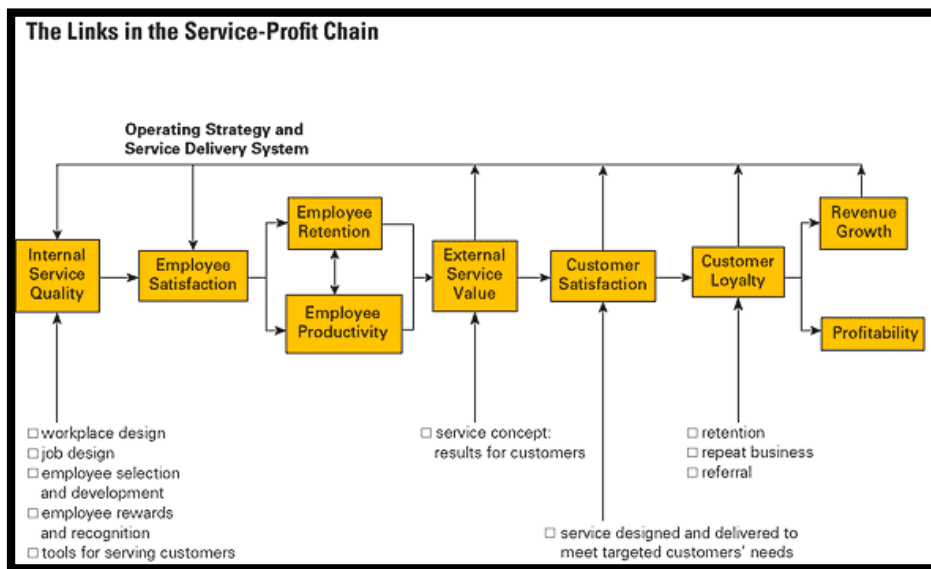 The Links in the Service-Profit Chain
Operating Strategy and
Service Delivery System
Internal
Service
Quality
Employee
Satisfaction
Employee
Retention
Employee
Productivity
External
Service
Value
Customer
Satisfaction
Customer
Loyalty
Revenue
Growth
Profitability
□ workplace design
□ job design
□ employee selection
and development
□ employee rewards
and recognition
□ tools for serving customers
□ service concept:
results for customers
□ service designed and delivered to
meet targeted customers' needs
□ retention
□ repeat business
□ referral